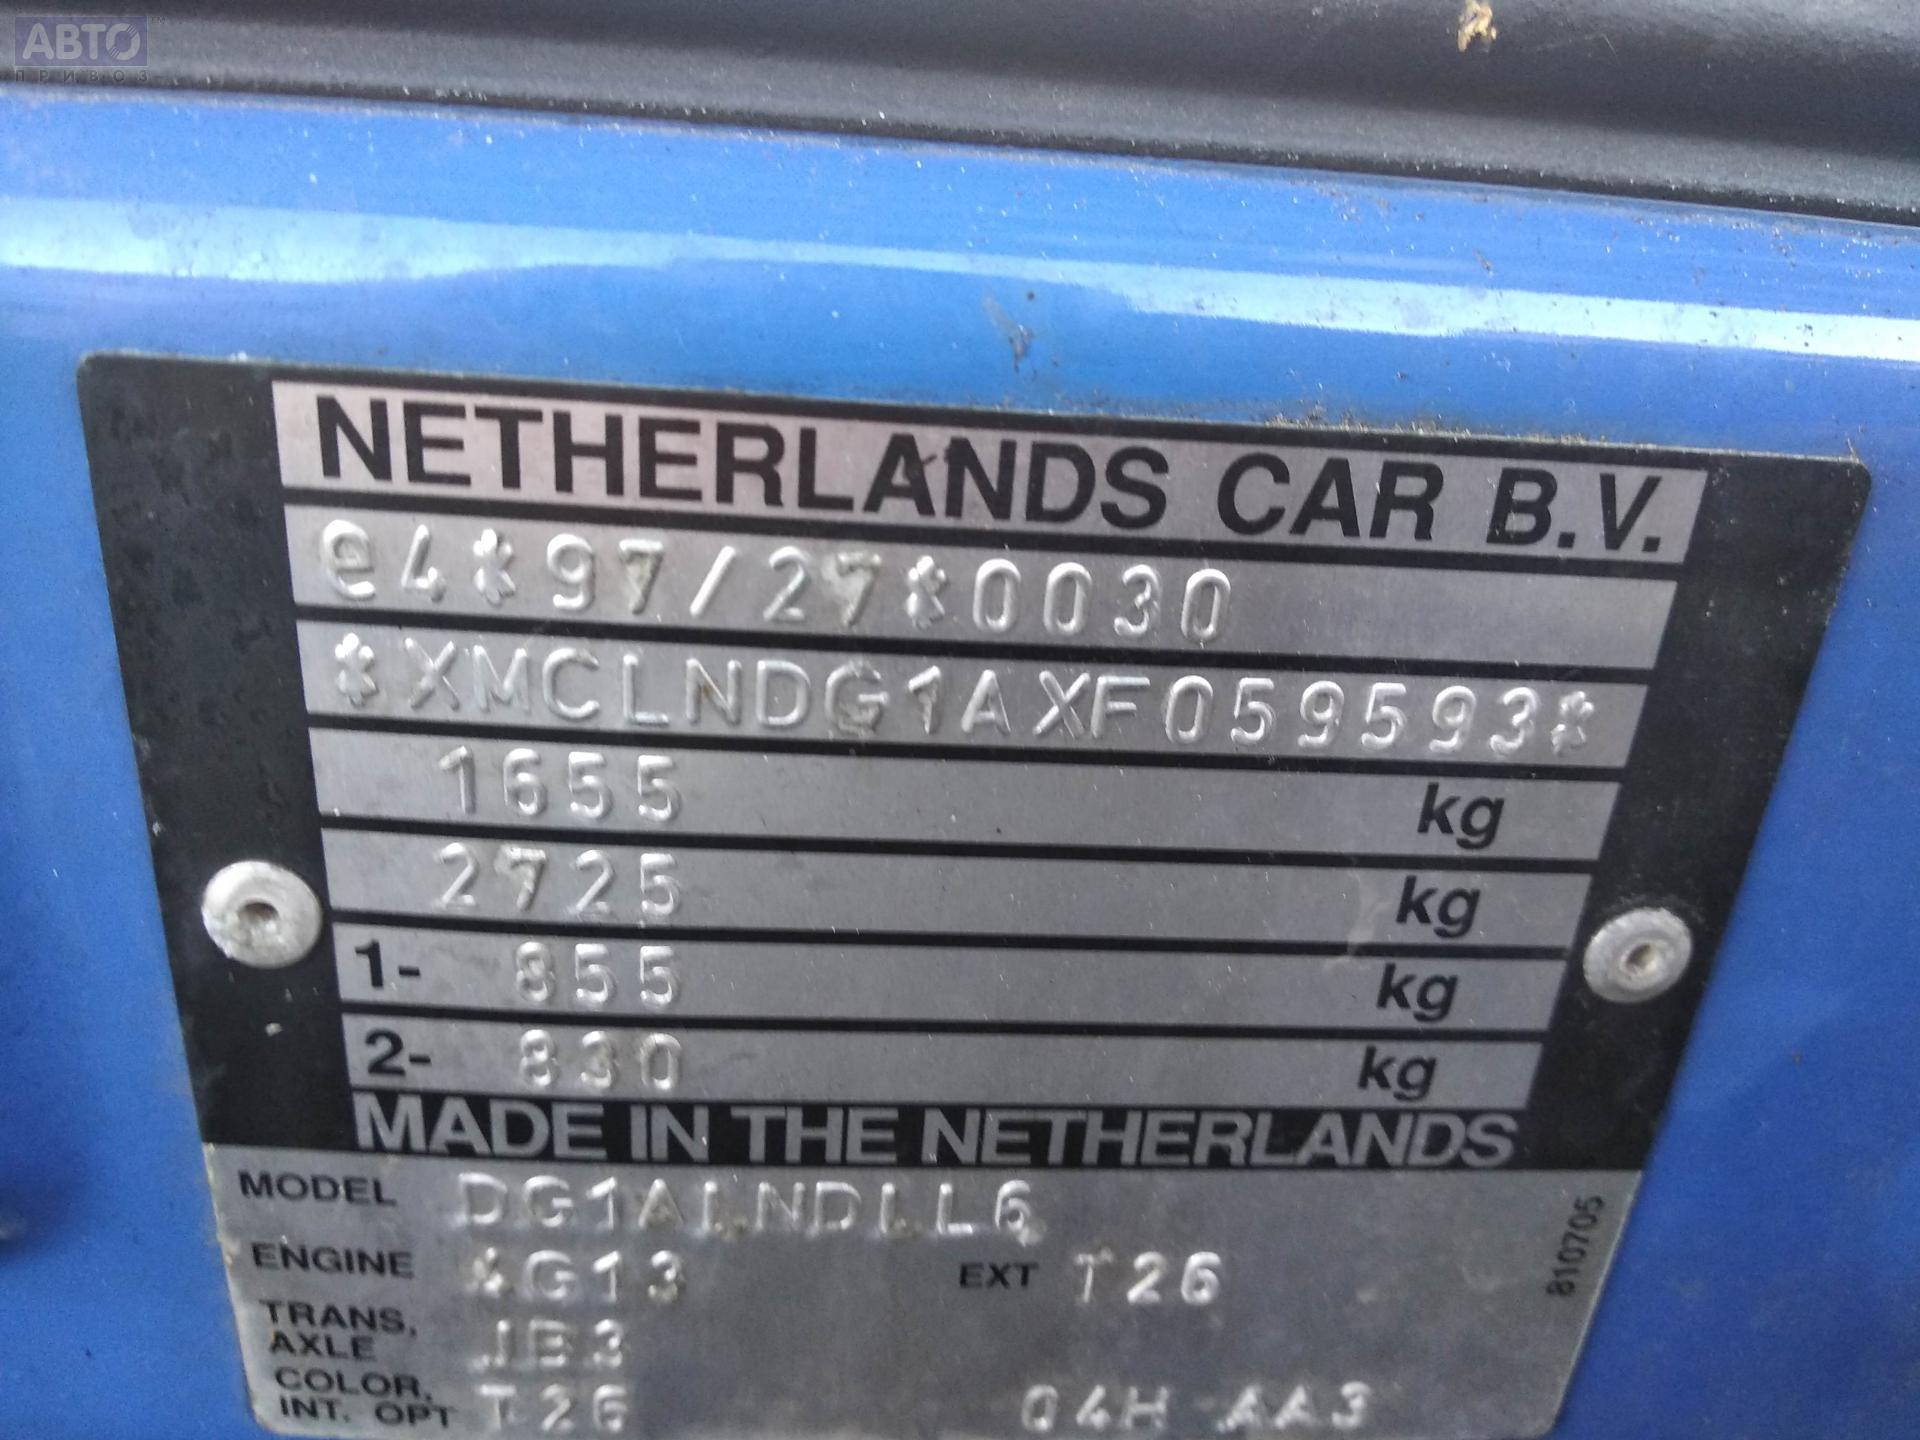 АВТО
ПРИВОЗ
NETHERLANDS CAR B.V.
e4*97/27*0030
*XMCLNDG1AXF059593*
1655 kg
2725 kg
1- 855 kg
2- 830 kg
MADE IN THE NETHERLANDS
MODEL DG1ALNDLL6
ENGINE 4G13 EXT T26
TRANS, AXLE JB3
COLOR, INT. OPT T26 04H AA3
810705